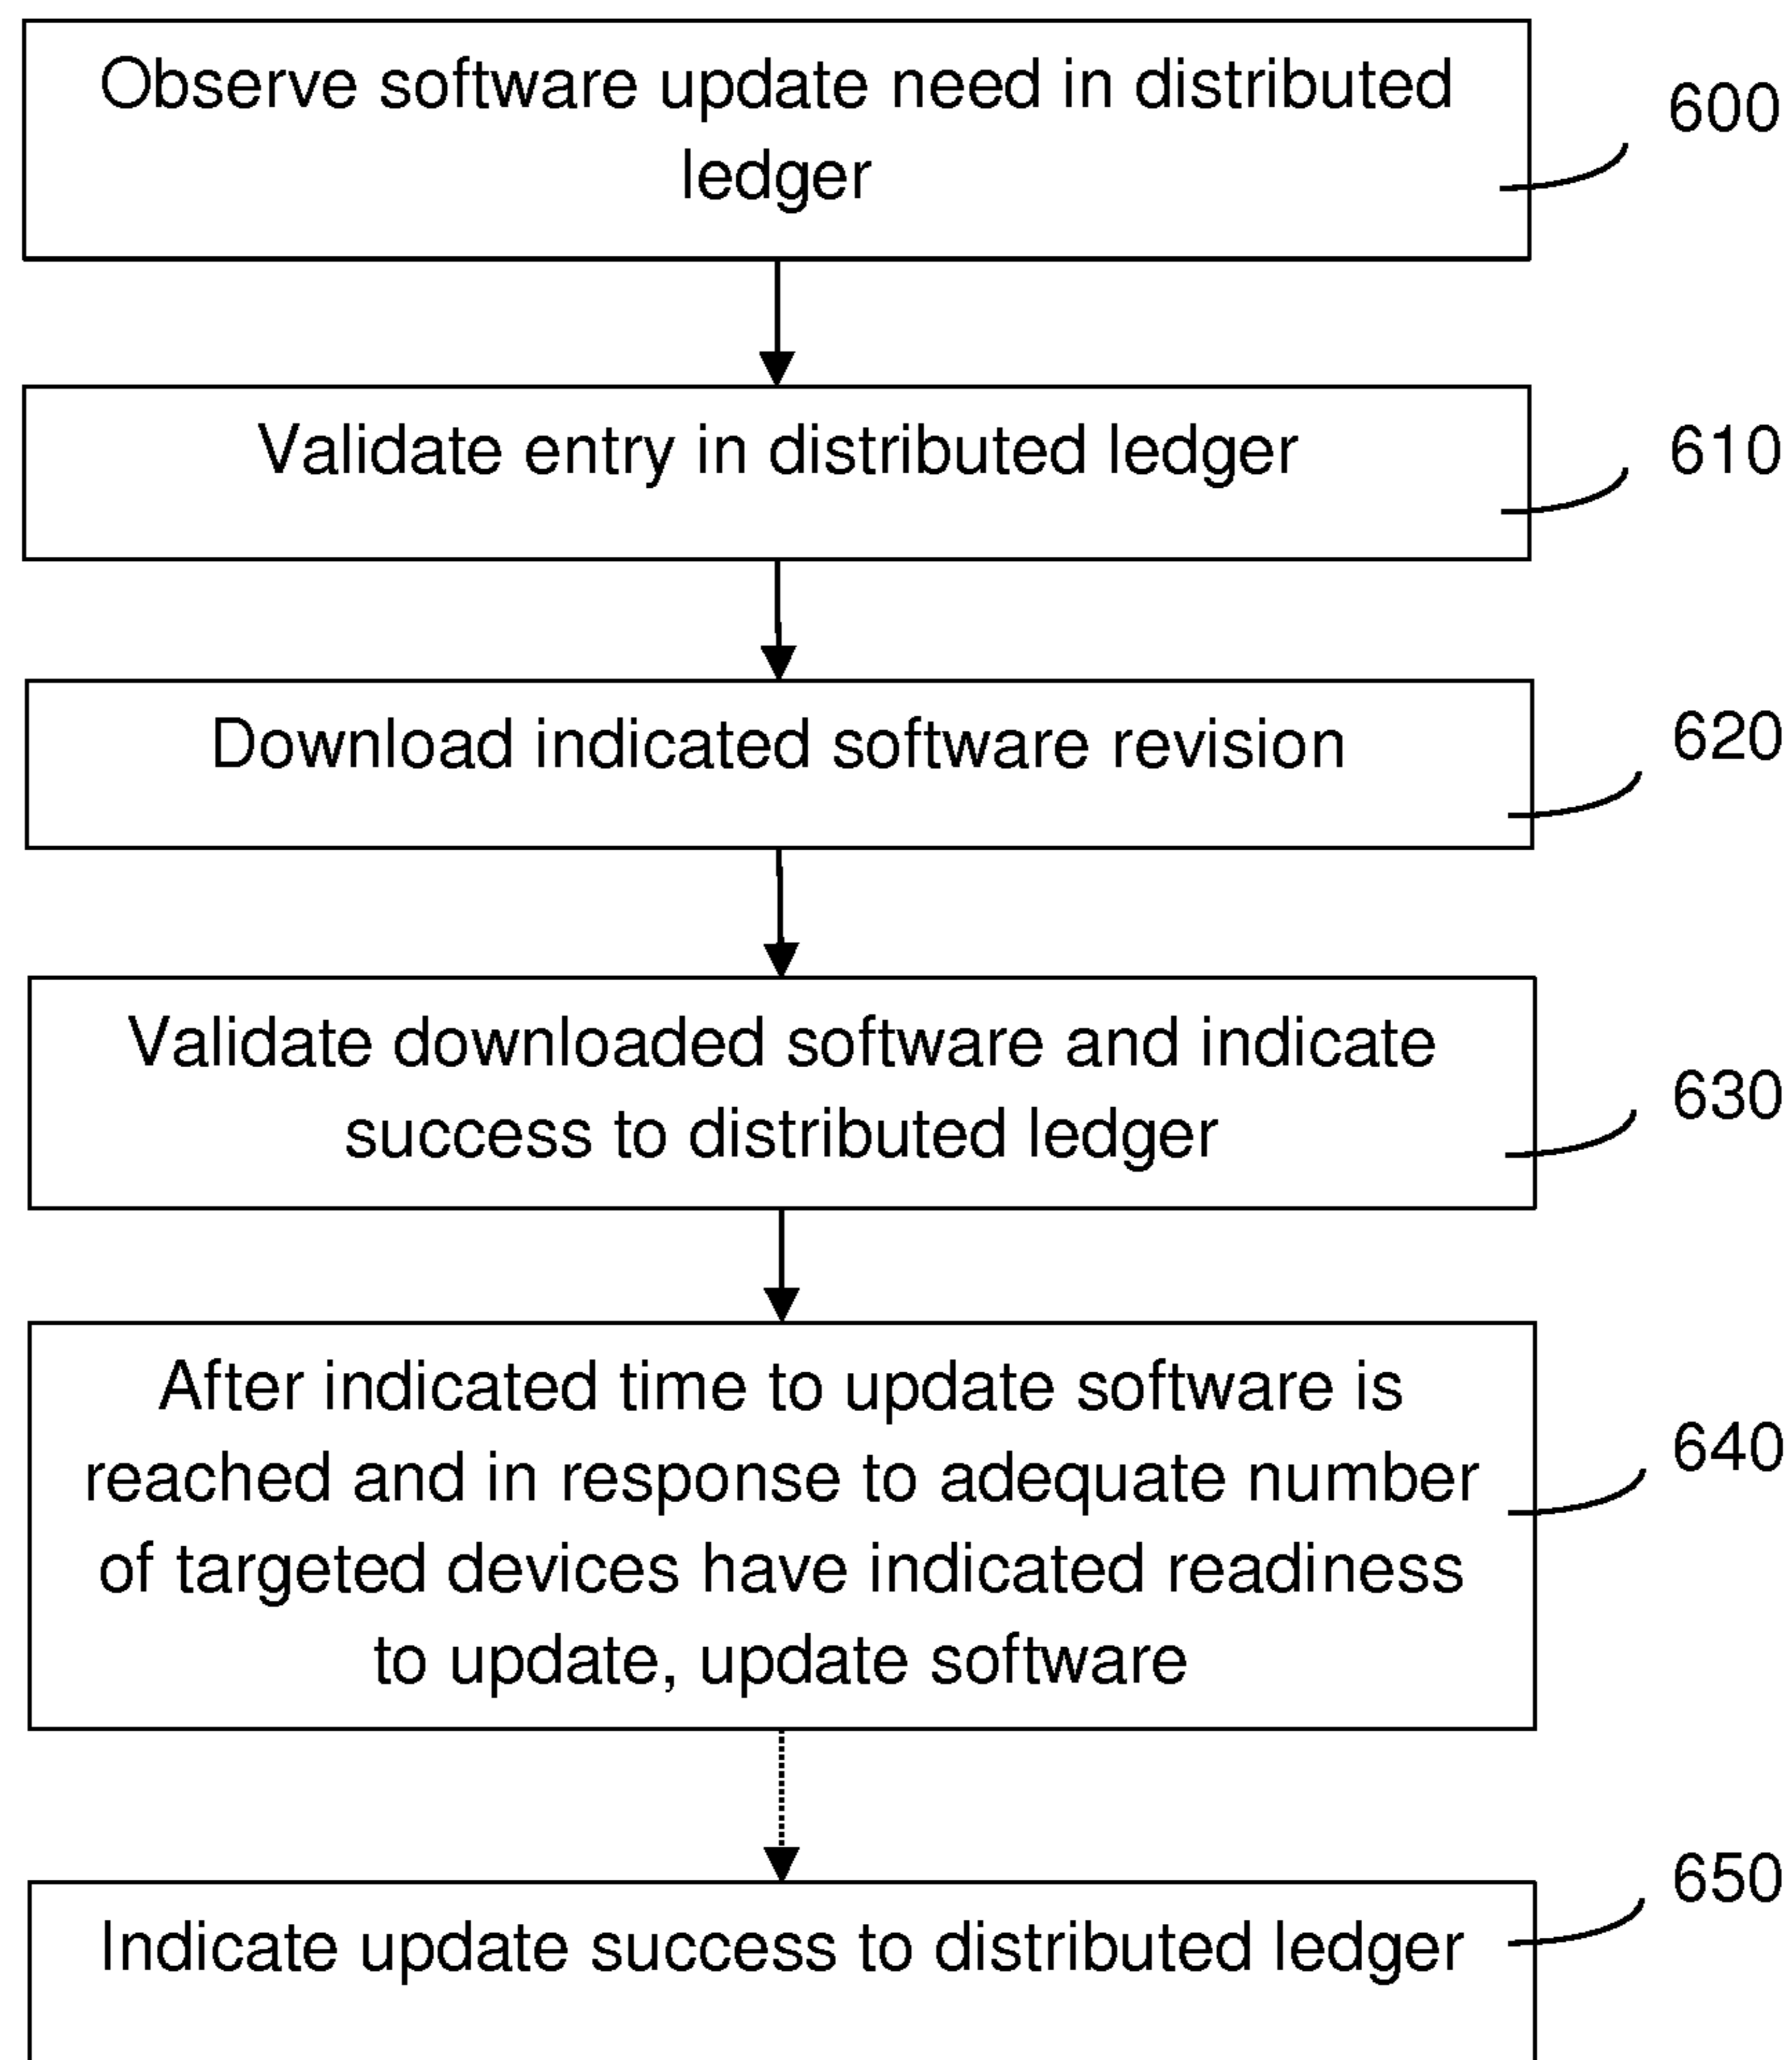 Observe software update need in distributed
ledger
600
Validate entry in distributed ledger
610
Download indicated software revision
620
Validate downloaded software and indicate
success to distributed ledger
630
After indicated time to update software is
reached and in response to adequate number
of targeted devices have indicated readiness
to update, update software
640
Indicate update success to distributed ledger
650